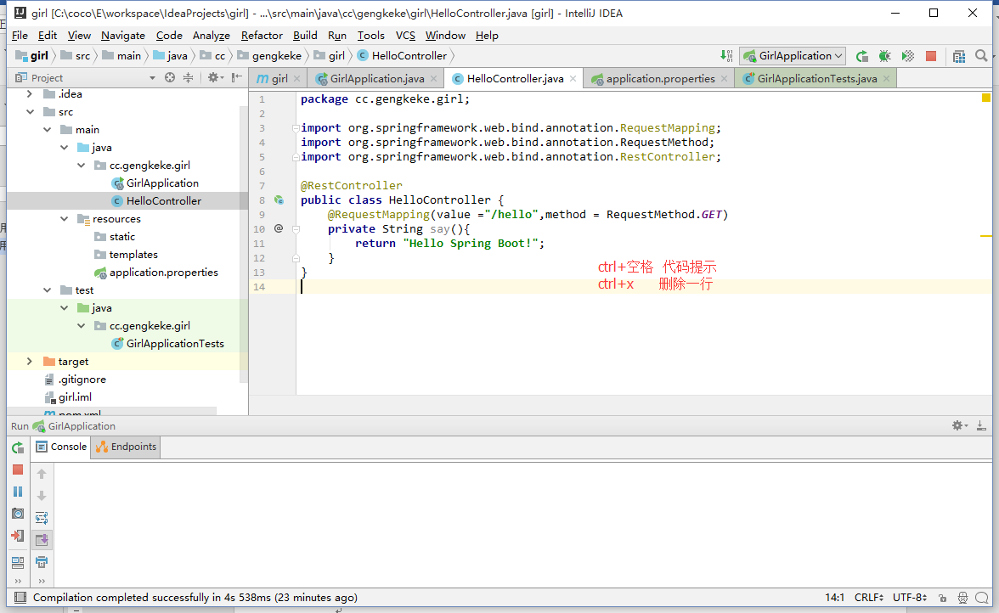 girl [C:\coco\E\workspace\IdeaProjects\girl] - ...\src\main\java\cc\gengkeke\girl\HelloController.java [girl] - IntelliJ IDEA
File Edit View Navigate Code Analyze Refactor Build Run Tools VCS Window Help
girl src main java cc gengkeke girl HelloController GirlApplication
Project
girl GirlApplication.java HelloController.java application.properties GirlApplicationTests.java
.idea
src
main
java
cc.gengkeke.girl
GirlApplication
HelloController
resources
static
templates
application.properties
test
java
cc.gengkeke.girl
GirlApplicationTests
target
.gitignore
girl.iml
pom.xml
1 package cc.gengkeke.girl;
2
3 import org.springframework.web.bind.annotation.RequestMapping;
4 import org.springframework.web.bind.annotation.RequestMethod;
5 import org.springframework.web.bind.annotation.RestController;
6
7 @RestController
8 public class HelloController {
9 @RequestMapping(value ="/hello",method = RequestMethod.GET)
10 @ private String say(){
11 return "Hello Spring Boot!";
12 }
13 }
14
ctrl+空格 代码提示
ctrl+x 删除一行
Run GirlApplication
Console Endpoints
Compilation completed successfully in 4s 538ms (23 minutes ago) 14:1 CRLF UTF-8